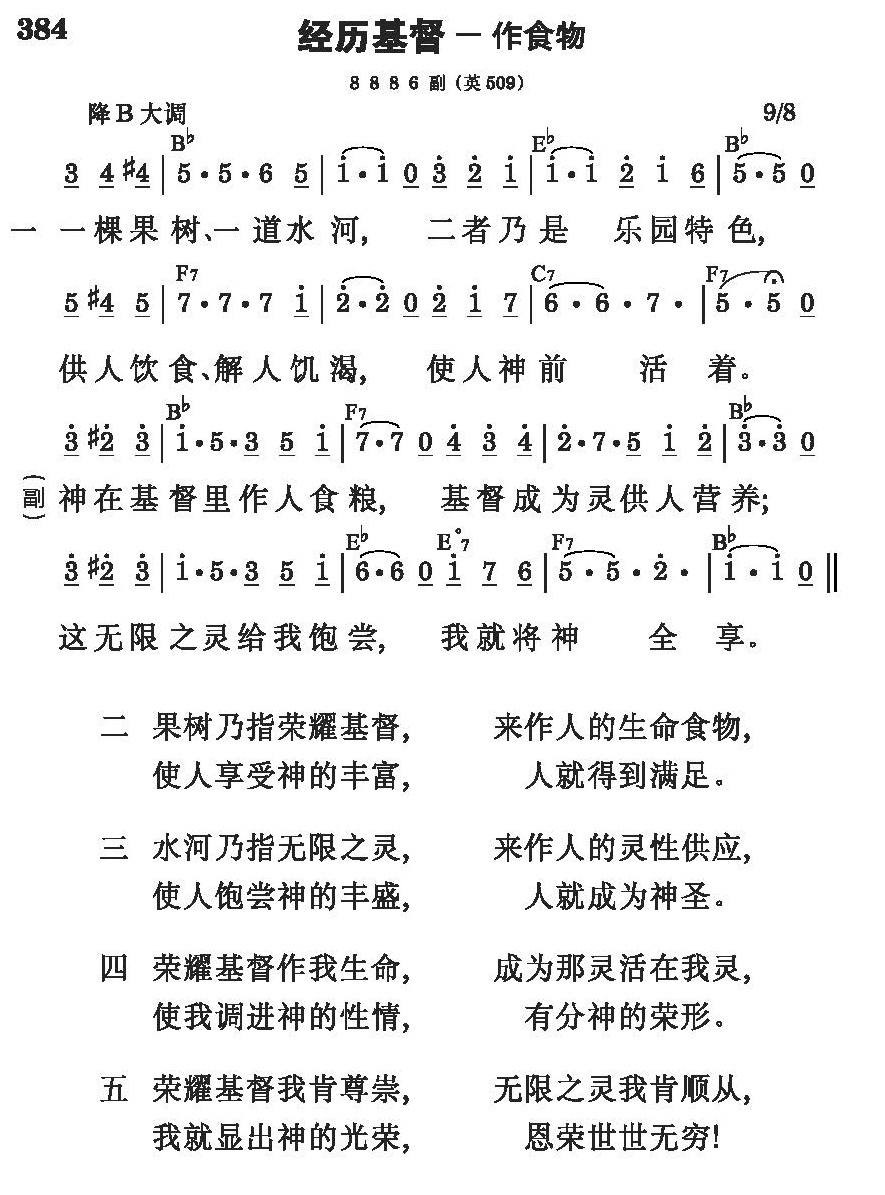 384
经历基督－作食物
8 8 8 6 副（英509）
降B大调 9/8
B♭ E♭ B♭
3 4 #4 | 5·5·6 5 | i·i 0 3̇ 2̇ i | i·i 2̇ i 6 | 5·5 0
一 一棵果树、一道水河， 二者乃是 乐园特色，
F7 C7 F7
5 #4 5 | 7·7·7 i | 2̇·2̇ 0 2̇ i 7 | 6·6·7· | 5·5 0
供人饮食、解人饥渴， 使人神前 活 着。
B♭ F7 B♭
3̇ #2̇ 3̇ | i·5·3 5 i | 7·7 0 4̇ 3̇ 4̇ | 2̇·7·5 i 2̇ | 3̇·3̇ 0
（副） 神在基督里作人食粮， 基督成为灵供人营养；
E♭ E°7 F7 B♭
3̇ #2̇ 3̇ | i·5·3 5 i | 6·6 0 i 7 6 | 5·5·2̇· | i·i 0 ‖
这无限之灵给我饱尝， 我就将神 全 享。
二 果树乃指荣耀基督， 来作人的生命食物，
使人享受神的丰富， 人就得到满足。
三 水河乃指无限之灵， 来作人的灵性供应，
使人饱尝神的丰盛， 人就成为神圣。
四 荣耀基督作我生命， 成为那灵活在我灵，
使我调进神的性情， 有分神的荣形。
五 荣耀基督我肯尊崇， 无限之灵我肯顺从，
我就显出神的光荣， 恩荣世世无穷！